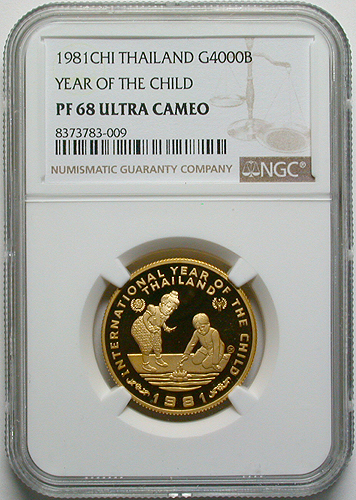 1981CHI THAILAND G4000B
YEAR OF THE CHILD
PF 68 ULTRA CAMEO
8373783-009
NUMISMATIC GUARANTY COMPANY
NGC®
INTERNATIONAL YEAR OF THE CHILD
THAILAND
1981